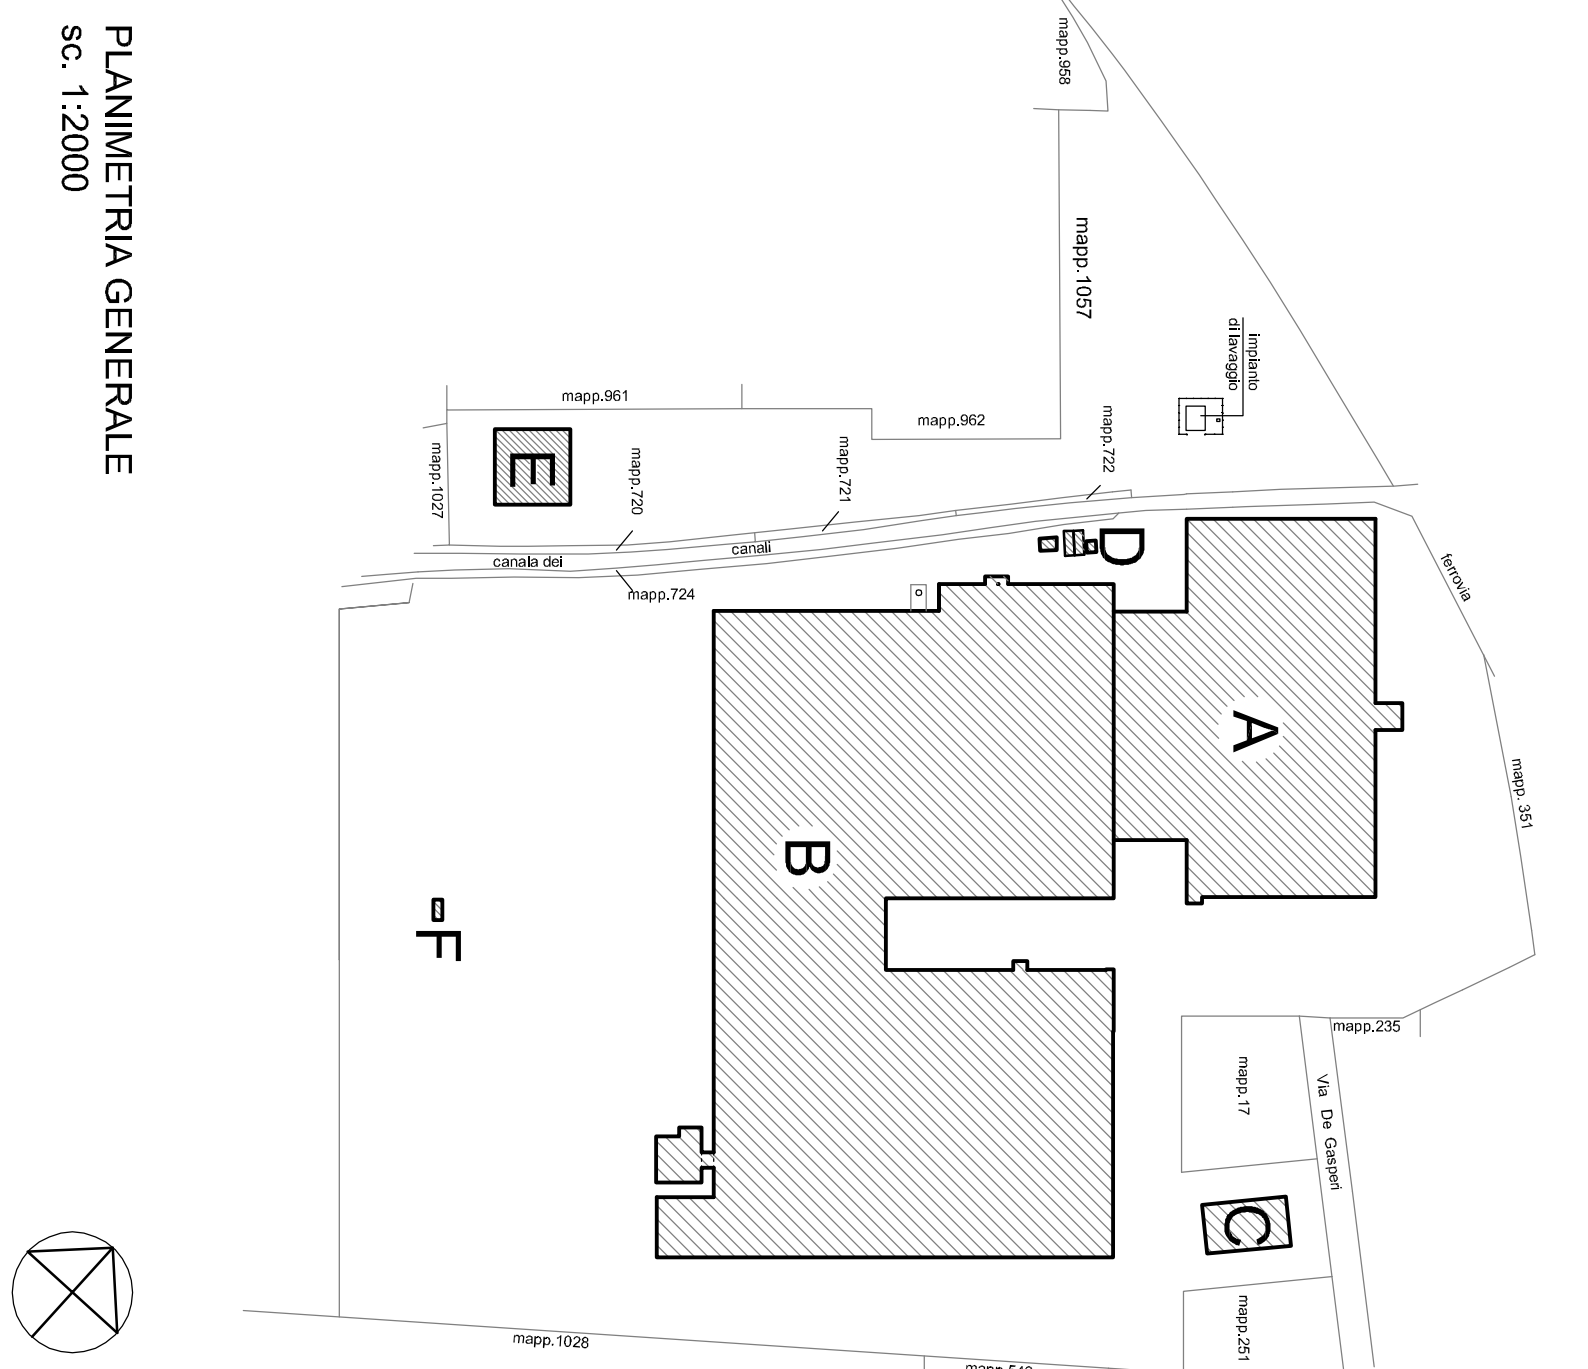 PLANIMETRIA GENERALE
sc. 1:2000
mapp.958
mapp.1057
impianto
di lavaggio
mapp.961
mapp.962
mapp.722
mapp.1027
E
mapp.720
mapp.721
canala dei
canali
mapp.724
D
ferrovia
A
mapp. 351
B
F
mapp.235
mapp.17
Via De Gasperi
C
mapp.251
mapp.1028